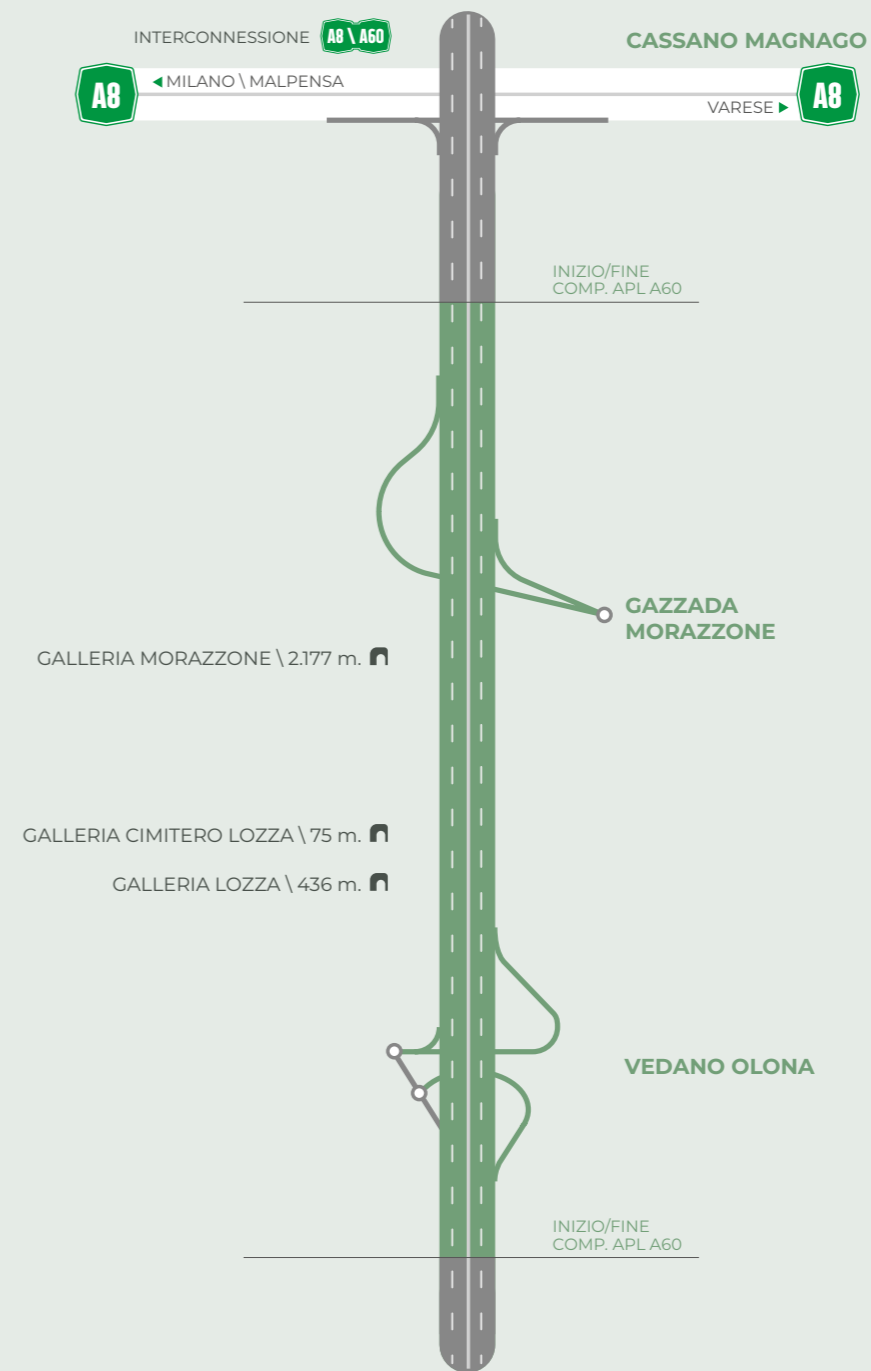 INTERCONNESSIONE A8 \ A60
CASSANO MAGNAGO
A8
MILANO \ MALPENSA
VARESE
A8
INIZIO/FINE
COMP. APL A60
GAZZADA
MORAZZONE
GALLERIA MORAZZONE \ 2.177 m.
GALLERIA CIMITERO LOZZA \ 75 m.
GALLERIA LOZZA \ 436 m.
VEDANO OLONA
INIZIO/FINE
COMP. APL A60